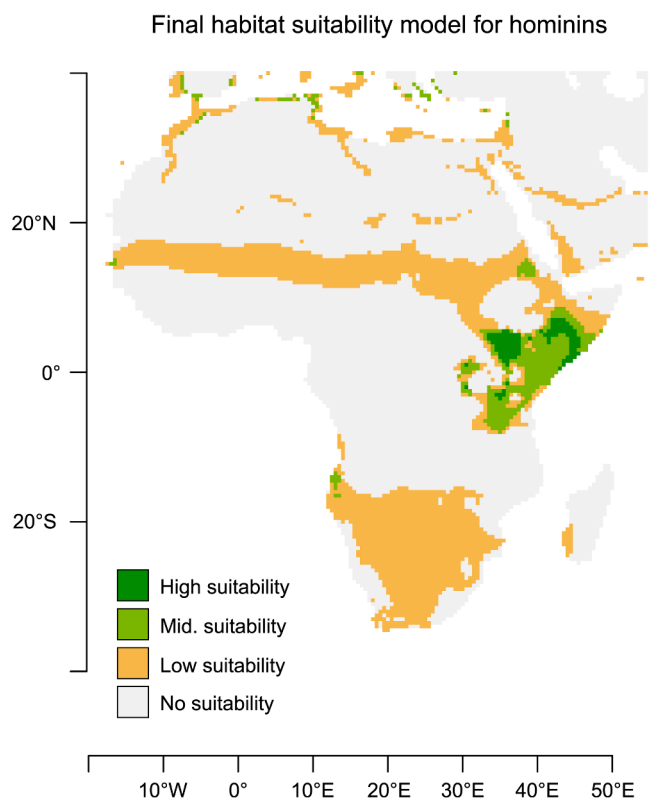 Final habitat suitability model for hominins
20°N
0°
20°S
High suitability
Mid. suitability
Low suitability
No suitability
10°W 0° 10°E 20°E 30°E 40°E 50°E